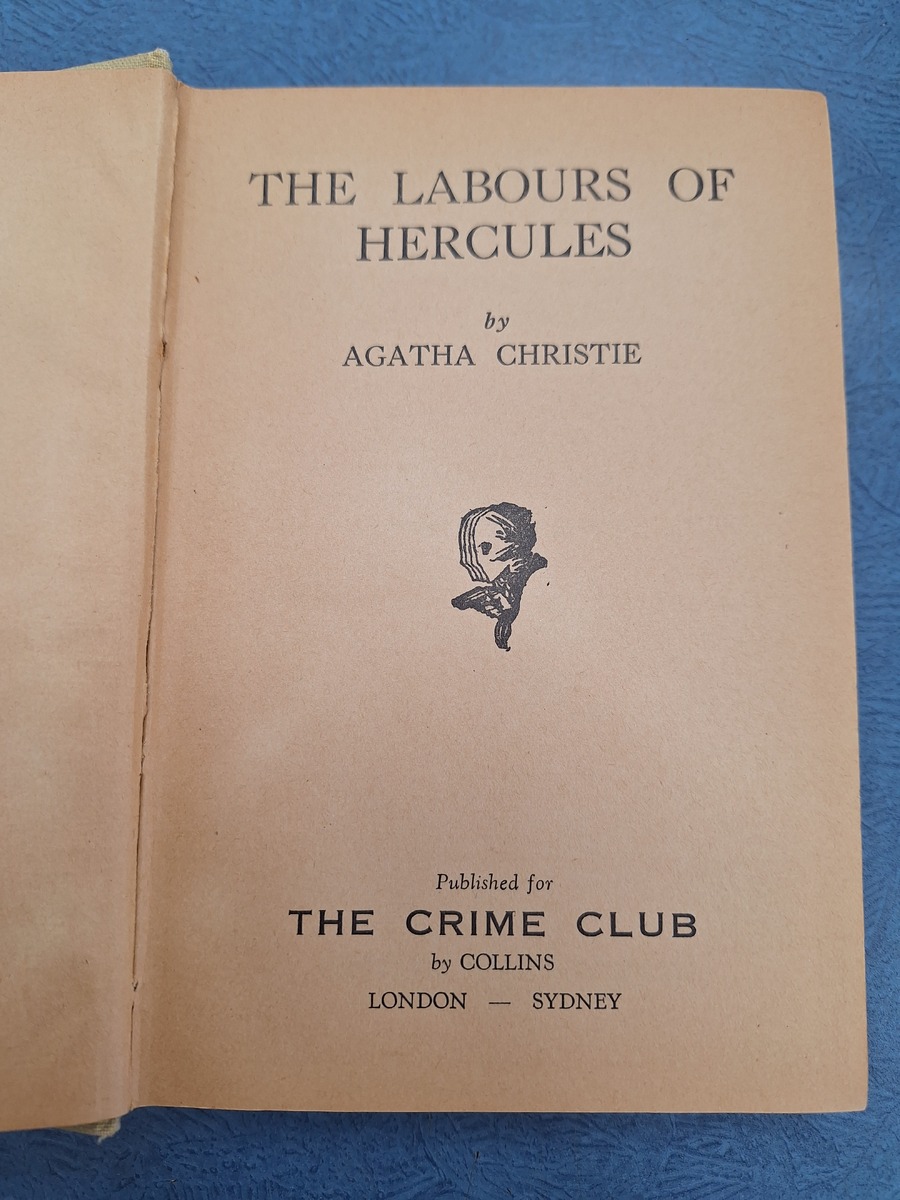 THE LABOURS OF
HERCULES
by
AGATHA CHRISTIE
Published for
THE CRIME CLUB
by COLLINS
LONDON — SYDNEY